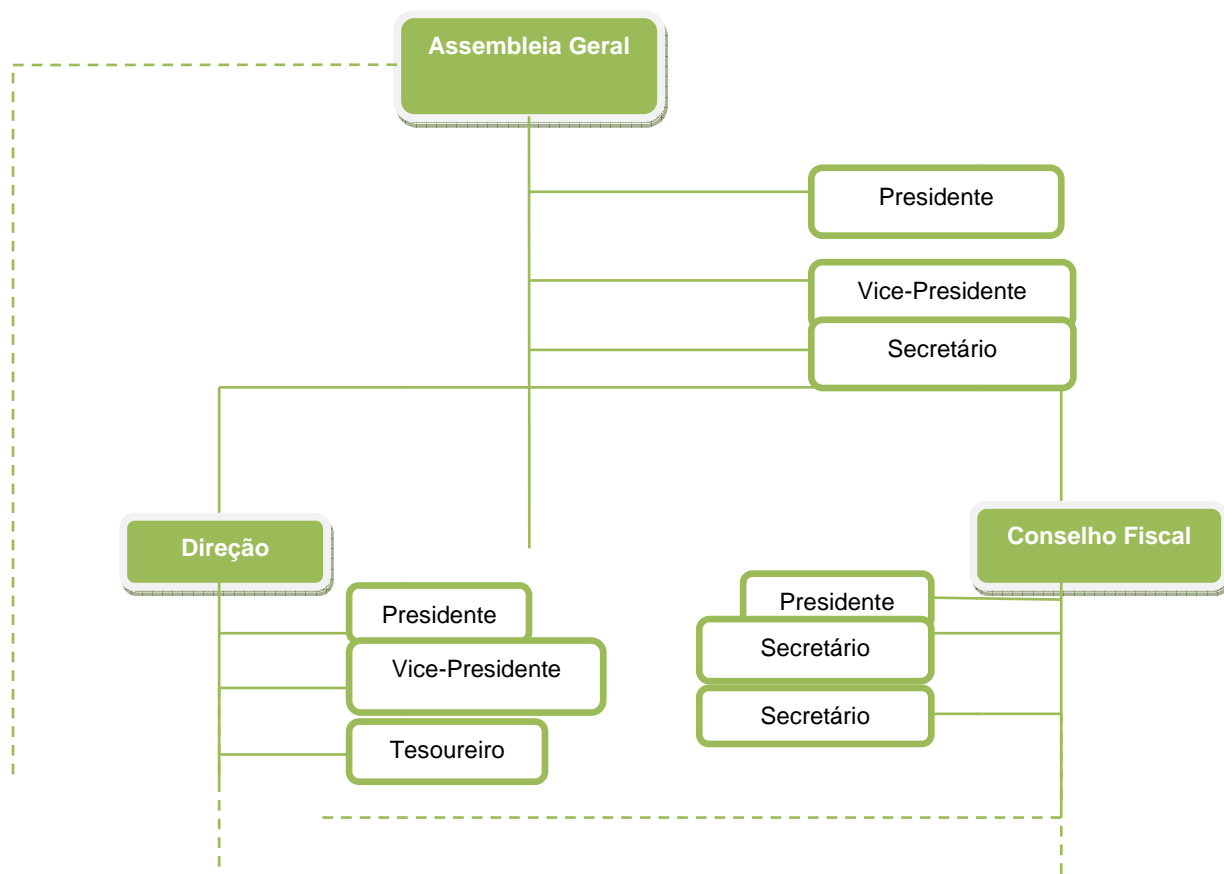 Assembleia Geral
Presidente
Vice-Presidente
Secretário
Direção
Presidente
Vice-Presidente
Tesoureiro
Conselho Fiscal
Presidente
Secretário
Secretário